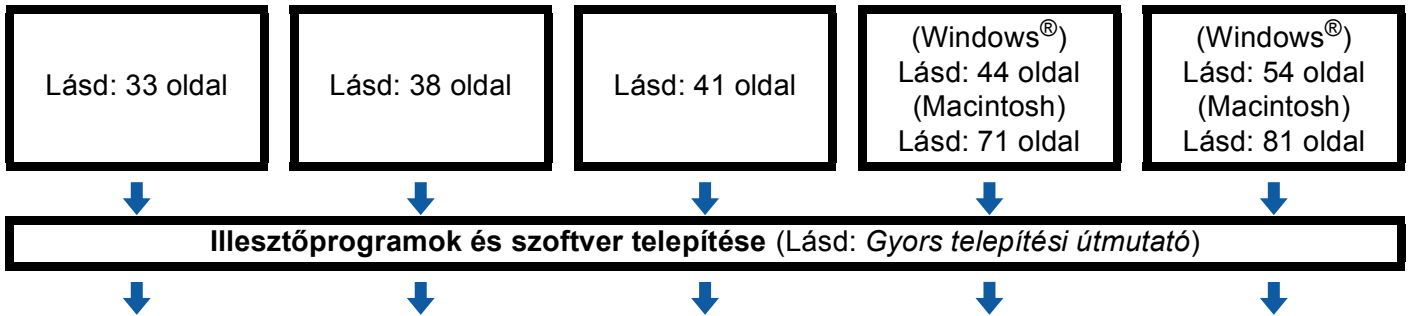 Lásd: 33 oldal
Lásd: 38 oldal
Lásd: 41 oldal
(Windows®)
Lásd: 44 oldal
(Macintosh)
Lásd: 71 oldal
(Windows®)
Lásd: 54 oldal
(Macintosh)
Lásd: 81 oldal
Illesztőprogramok és szoftver telepítése (Lásd: Gyors telepítési útmutató)